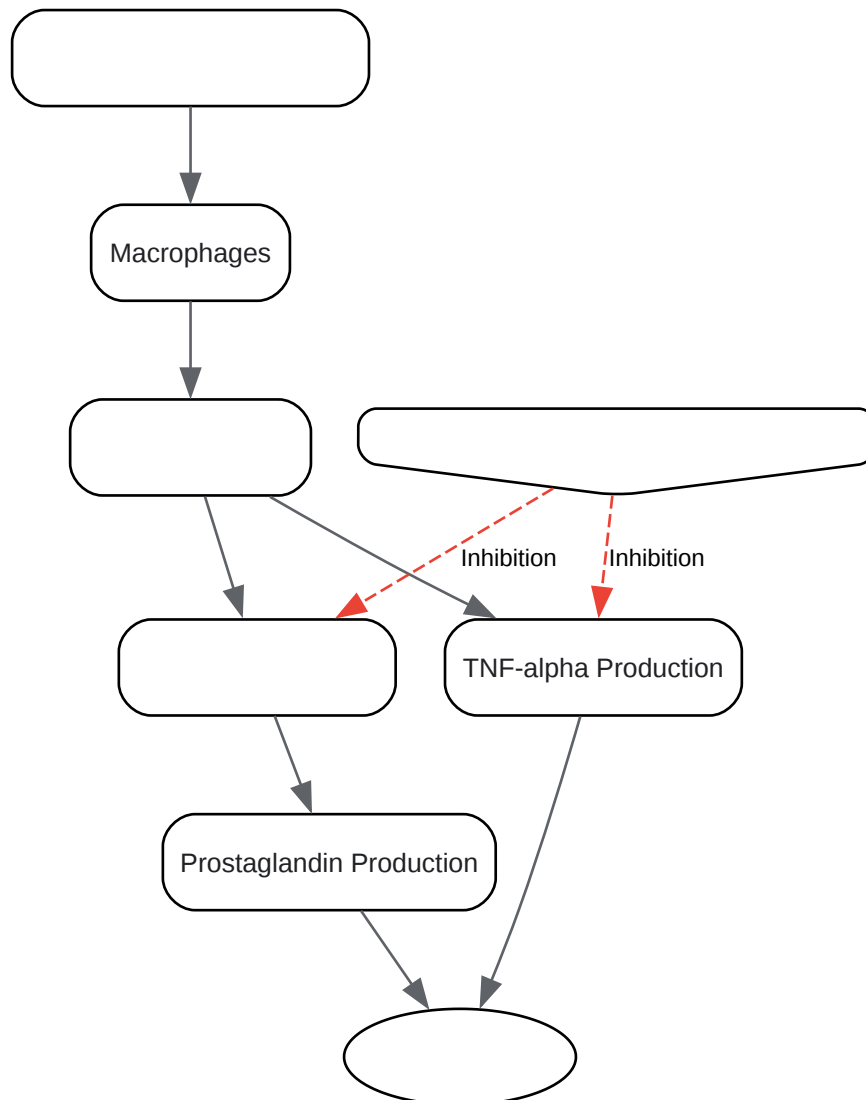 Macrophages
Inhibition
Inhibition
TNF-alpha Production
Prostaglandin Production